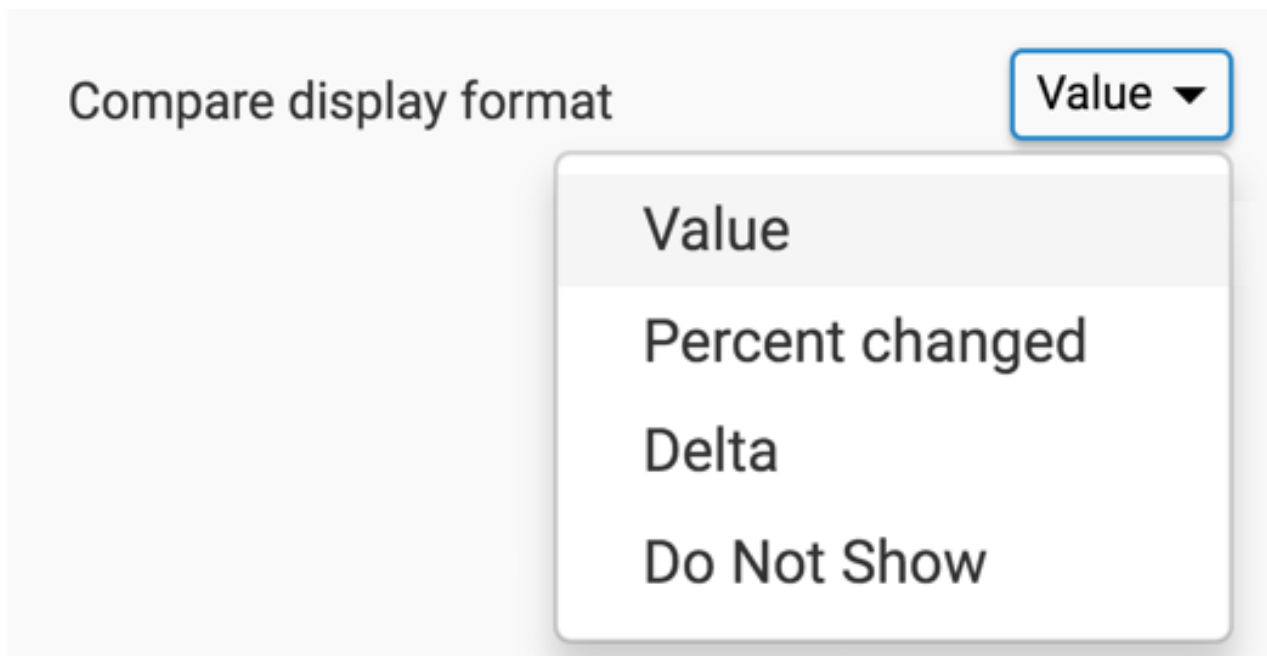 Compare display format Value
Value
Percent changed
Delta
Do Not Show